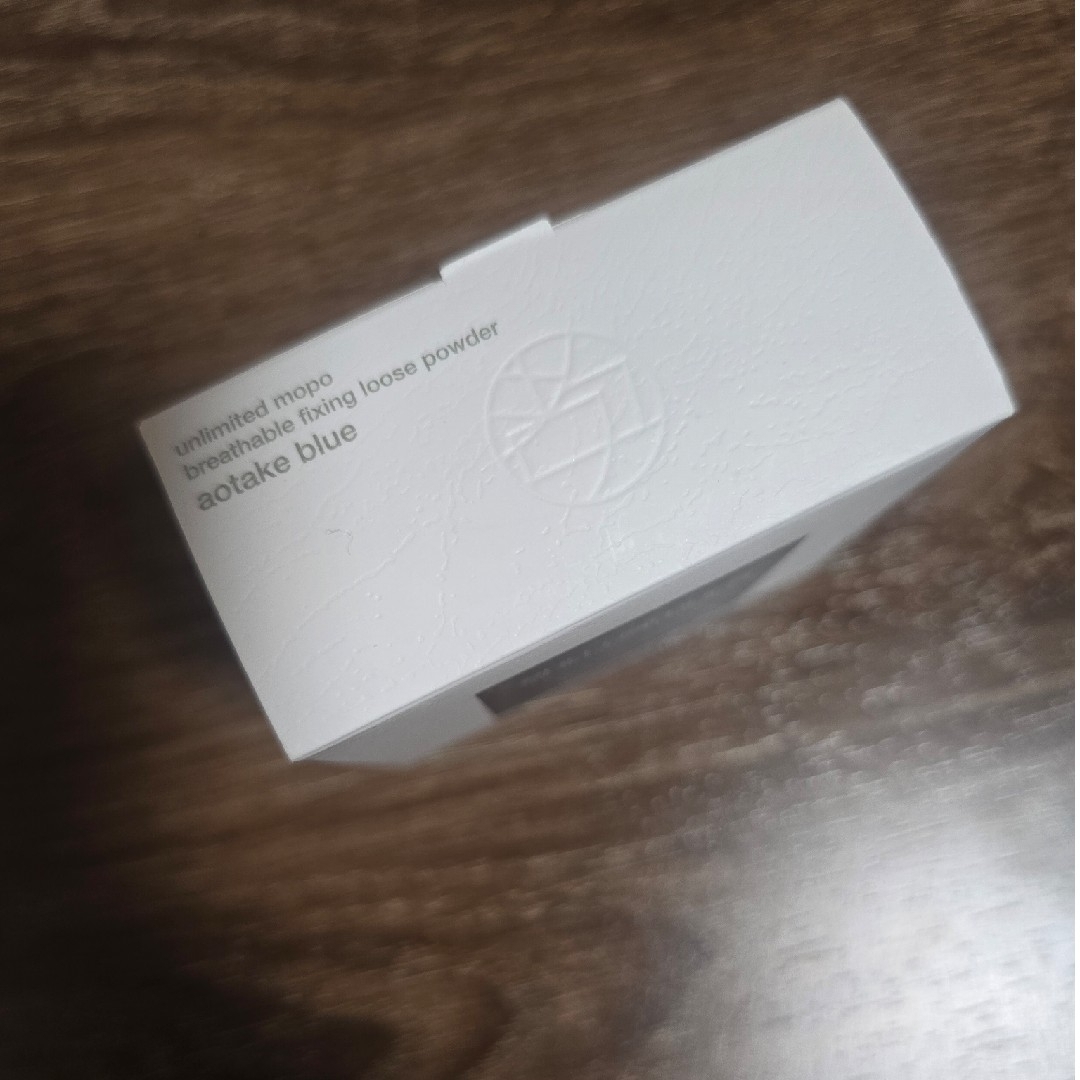 unlimited mopo
breathable fixing loose powder
aotake blue